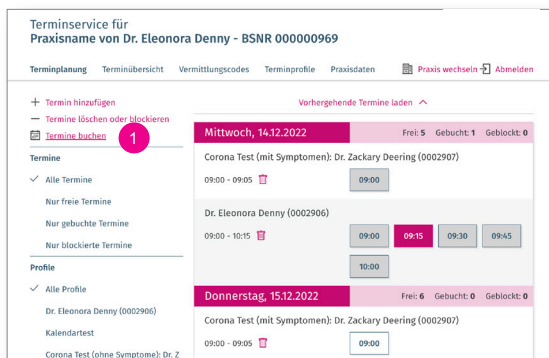 Terminservice für
Praxisname von Dr. Eleonora Denny - BSNR 000000969
Terminplanung Terminübersicht Vermittlungscodes Terminprofile Praxisdaten Praxis wechseln Abmelden
+ Termin hinzufügen
Vorhergehende Termine laden
− Termine löschen oder blockieren
Termine buchen
1
Mittwoch, 14.12.2022 Frei: 5 Gebucht: 1 Geblockt: 0
Termine
Corona Test (mit Symptomen): Dr. Zackary Deering (0002907)
Alle Termine
09:00 - 09:05 09:00
Nur freie Termine
Nur gebuchte Termine
Dr. Eleonora Denny (0002906)
Nur blockierte Termine
09:00 - 10:15 09:00 09:15 09:30 09:45
10:00
Profile
Alle Profile
Donnerstag, 15.12.2022 Frei: 6 Gebucht: 0 Geblockt: 0
Dr. Eleonora Denny (0002906)
Corona Test (mit Symptomen): Dr. Zackary Deering (0002907)
Kalendartest
09:00 - 09:05 09:00
Corona Test (ohne Symptome): Dr. Z